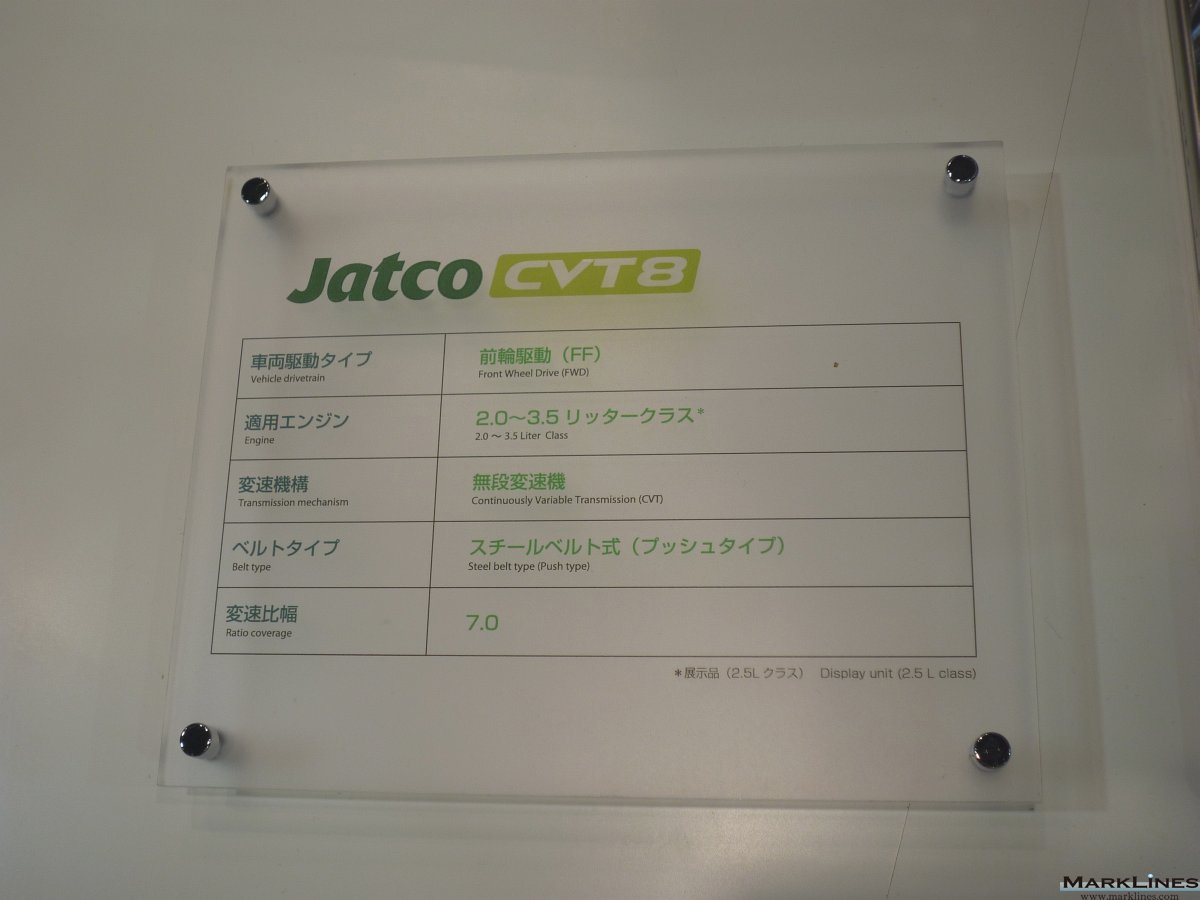 Jatco CVT8
車両駆動タイプ
Vehicle drivetrain
前輪駆動（FF）
Front Wheel Drive (FWD)
適用エンジン
Engine
2.0～3.5 リッタークラス*
2.0 ～ 3.5 Liter Class
変速機構
Transmission mechanism
無段変速機
Continuously Variable Transmission (CVT)
ベルトタイプ
Belt type
スチールベルト式（プッシュタイプ）
Steel belt type (Push type)
変速比幅
Ratio coverage
7.0
*展示品（2.5L クラス） Display unit (2.5 L class)
MARKLINES
www.marklines.com